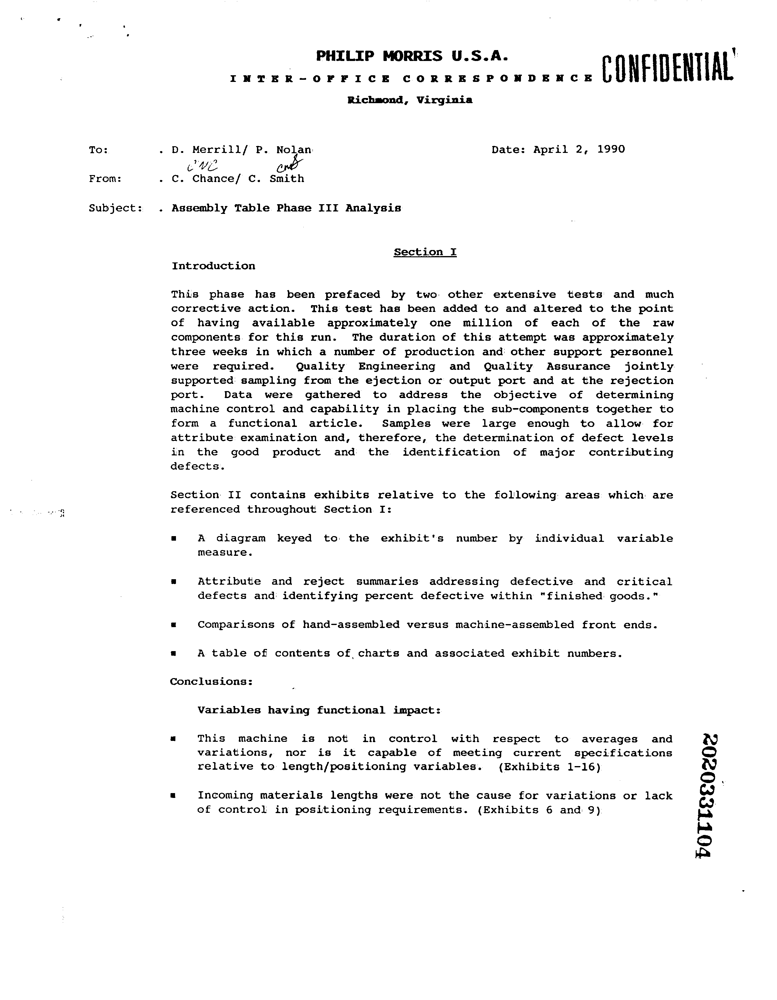 PHILIP MORRIS U.S.A.
INTER-OFFICE CORRESPONDENCE
CONFIDENTIAL
Richmond, Virginia
To: . D. Merrill/ P. Nolan Date: April 2, 1990
From: . C. Chance/ C. Smith
Subject: . Assembly Table Phase III Analysis
Section I
Introduction
This phase has been prefaced by two other extensive tests and much
corrective action. This test has been added to and altered to the point
of having available approximately one million of each of the raw
components for this run. The duration of this attempt was approximately
three weeks in which a number of production and other support personnel
were required. Quality Engineering and Quality Assurance jointly
supported sampling from the ejection or output port and at the rejection
port. Data were gathered to address the objective of determining
machine control and capability in placing the sub-components together to
form a functional article. Samples were large enough to allow for
attribute examination and, therefore, the determination of defect levels
in the good product and the identification of major contributing
defects.
Section II contains exhibits relative to the following areas which are
referenced throughout Section I:
▪ A diagram keyed to the exhibit's number by individual variable
measure.
▪ Attribute and reject summaries addressing defective and critical
defects and identifying percent defective within "finished goods."
▪ Comparisons of hand-assembled versus machine-assembled front ends.
▪ A table of contents of charts and associated exhibit numbers.
Conclusions:
Variables having functional impact:
▪ This machine is not in control with respect to averages and
variations, nor is it capable of meeting current specifications
relative to length/positioning variables. (Exhibits 1-16)
▪ Incoming materials lengths were not the cause for variations or lack
of control in positioning requirements. (Exhibits 6 and 9)
2020331104